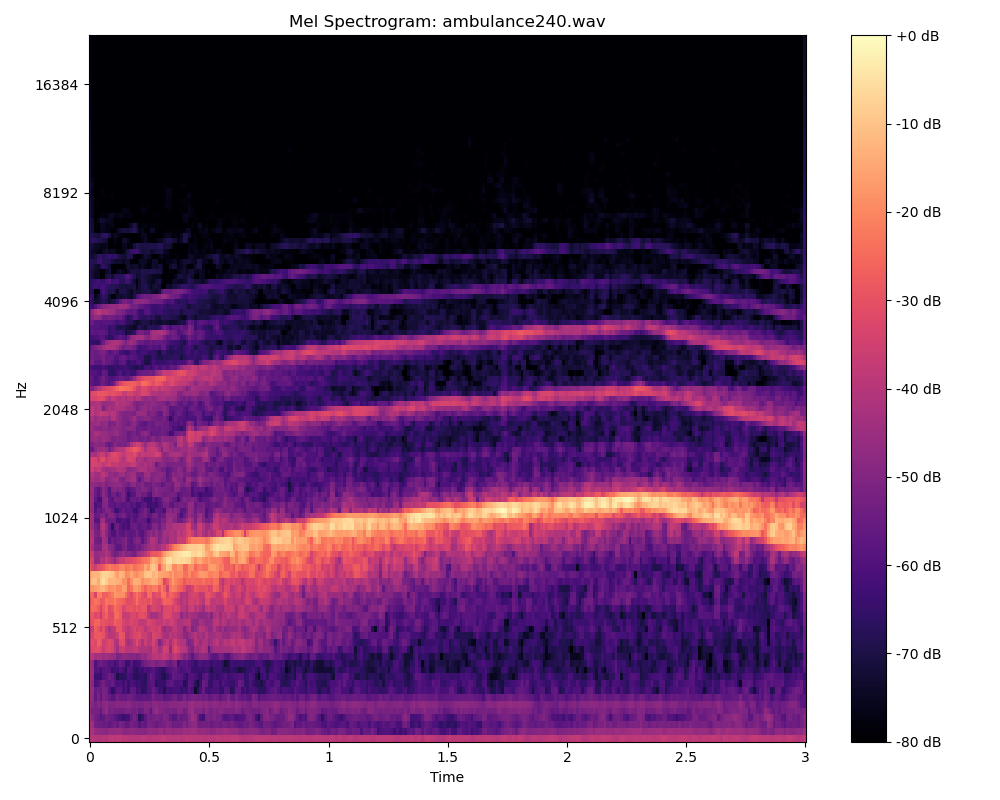 Mel Spectrogram: ambulance240.wav
16384
8192
4096
2048
1024
512
0
Hz
0
0.5
1
1.5
2
2.5
3
Time
+0 dB
-10 dB
-20 dB
-30 dB
-40 dB
-50 dB
-60 dB
-70 dB
-80 dB